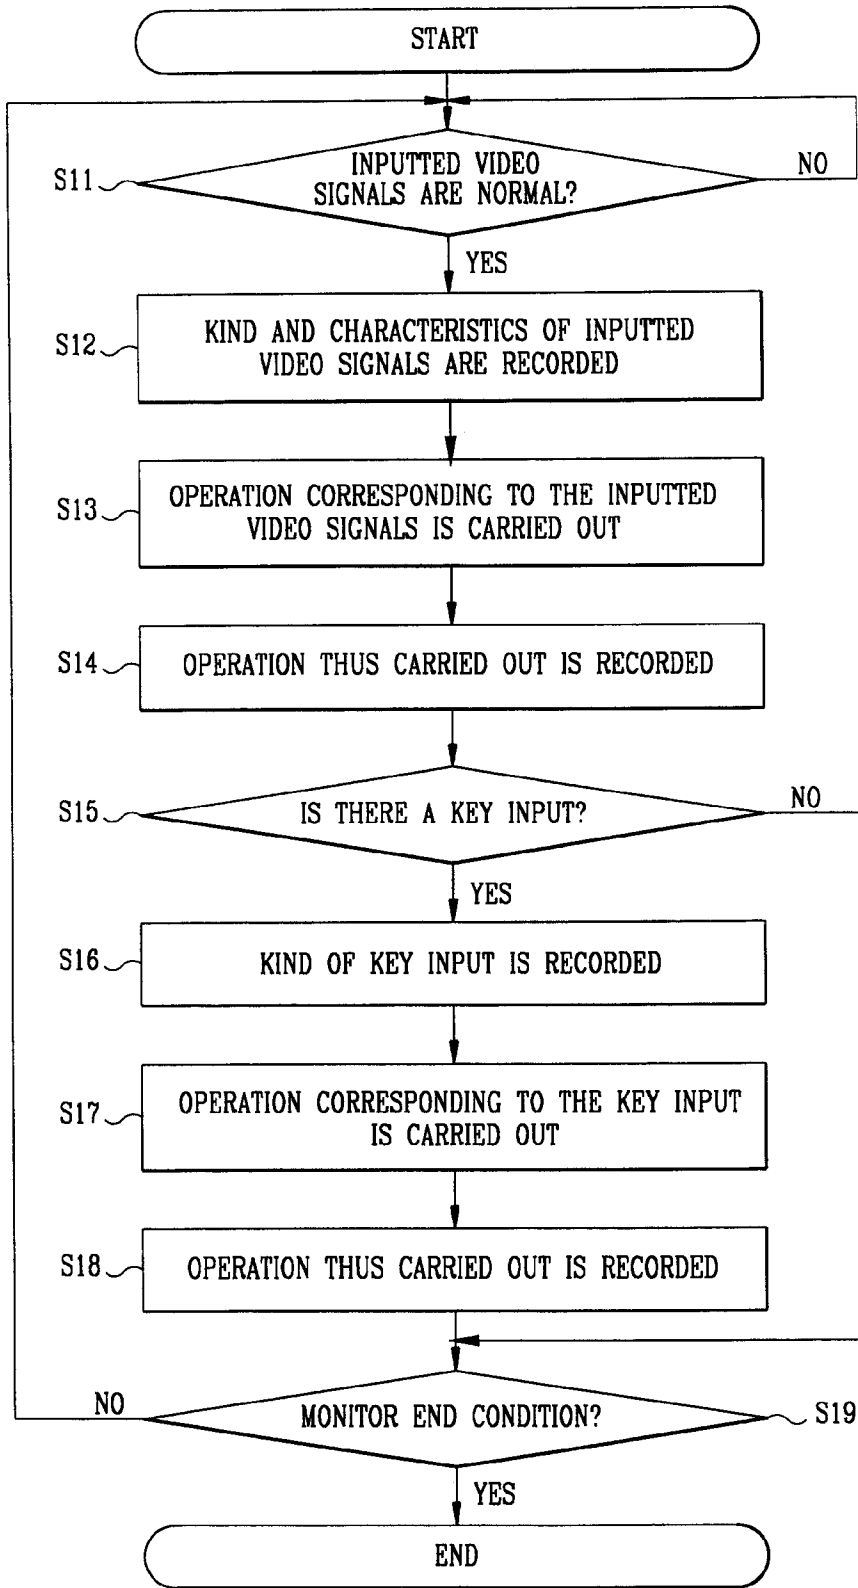 START
S11
INPUTTED VIDEO
SIGNALS ARE NORMAL?
NO
YES
S12
KIND AND CHARACTERISTICS OF INPUTTED
VIDEO SIGNALS ARE RECORDED
S13
OPERATION CORRESPONDING TO THE INPUTTED
VIDEO SIGNALS IS CARRIED OUT
S14
OPERATION THUS CARRIED OUT IS RECORDED
S15
IS THERE A KEY INPUT?
NO
YES
S16
KIND OF KEY INPUT IS RECORDED
S17
OPERATION CORRESPONDING TO THE KEY INPUT
IS CARRIED OUT
S18
OPERATION THUS CARRIED OUT IS RECORDED
NO
MONITOR END CONDITION?
S19
YES
END